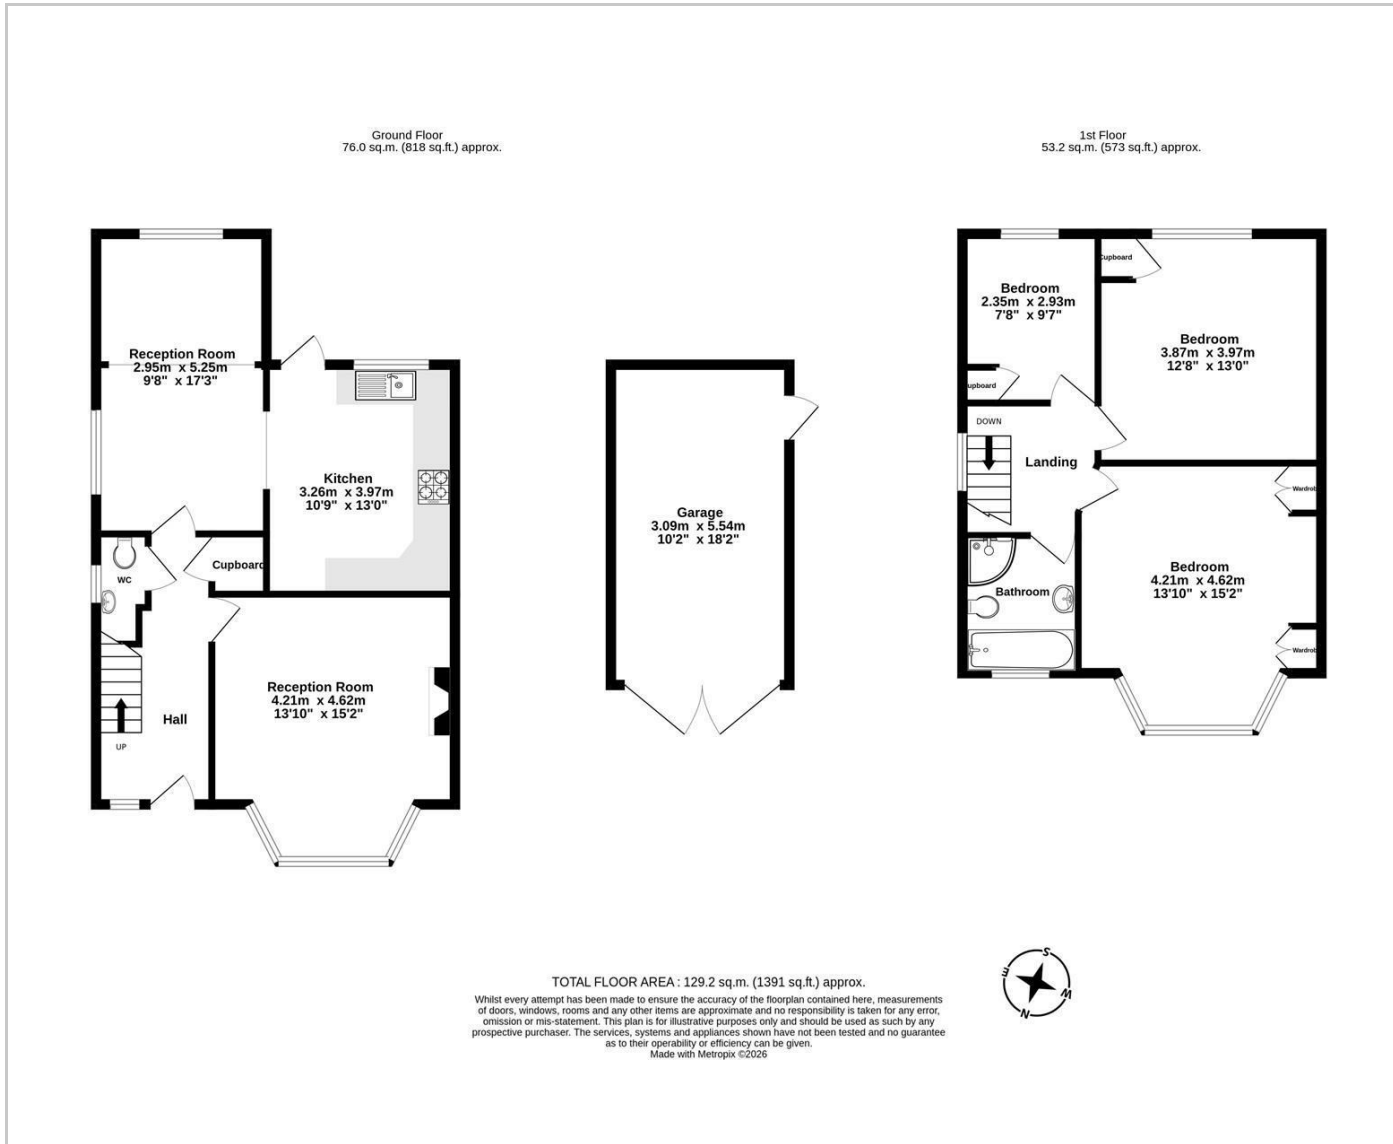 Ground Floor
76.0 sq.m. (818 sq.ft.) approx.
1st Floor
53.2 sq.m. (573 sq.ft.) approx.
Reception Room
2.95m x 5.25m
9'8" x 17'3"
Kitchen
3.26m x 3.97m
10'9" x 13'0"
WC
Cupboard
Reception Room
4.21m x 4.62m
13'10" x 15'2"
Hall
UP
Garage
3.09m x 5.54m
10'2" x 18'2"
Bedroom
2.35m x 2.93m
7'8" x 9'7"
Cupboard
Bedroom
3.87m x 3.97m
12'8" x 13'0"
upboard
DOWN
Landing
Wardrob
Bedroom
4.21m x 4.62m
13'10" x 15'2"
Bathroom
Wardrob
S
E
W
N
TOTAL FLOOR AREA : 129.2 sq.m. (1391 sq.ft.) approx.
Whilst every attempt has been made to ensure the accuracy of the floorplan contained here, measurements
of doors, windows, rooms and any other items are approximate and no responsibility is taken for any error,
omission or mis-statement. This plan is for illustrative purposes only and should be used as such by any
prospective purchaser. The services, systems and appliances shown have not been tested and no guarantee
as to their operability or efficiency can be given.
Made with Metropix ©2026